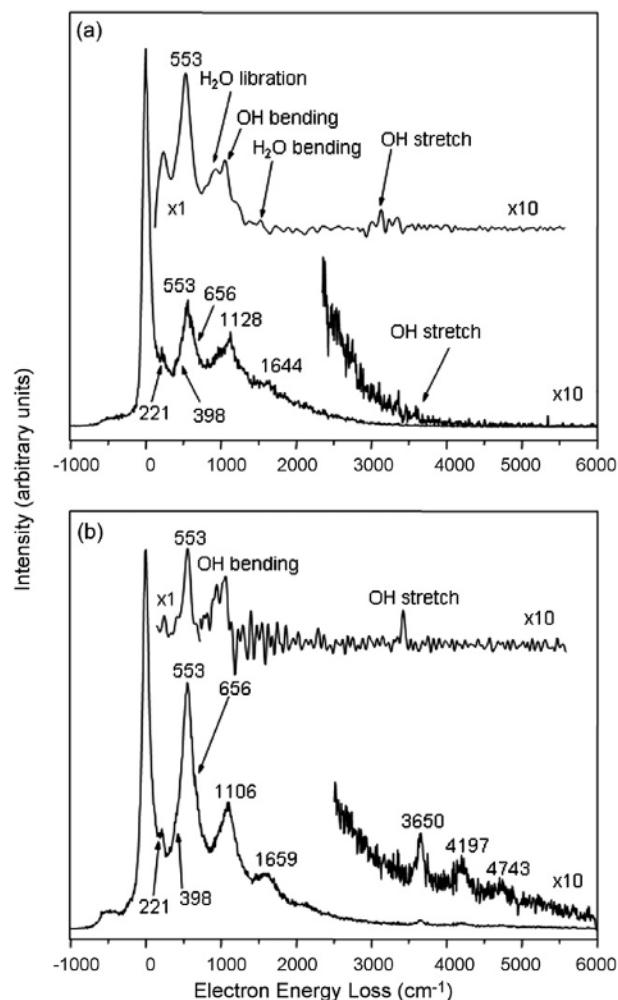 (a)
553
H₂O libration
OH bending
H₂O bending
OH stretch
x1
x10
553
656
1128
1644
OH stretch
221
398
x10
-1000 0 1000 2000 3000 4000 5000 6000
Intensity (arbitrary units)
(b)
553
OH bending
x1
OH stretch
x10
553
656
1106
1659
3650
4197
4743
x10
221
398
-1000 0 1000 2000 3000 4000 5000 6000
Electron Energy Loss (cm⁻¹)